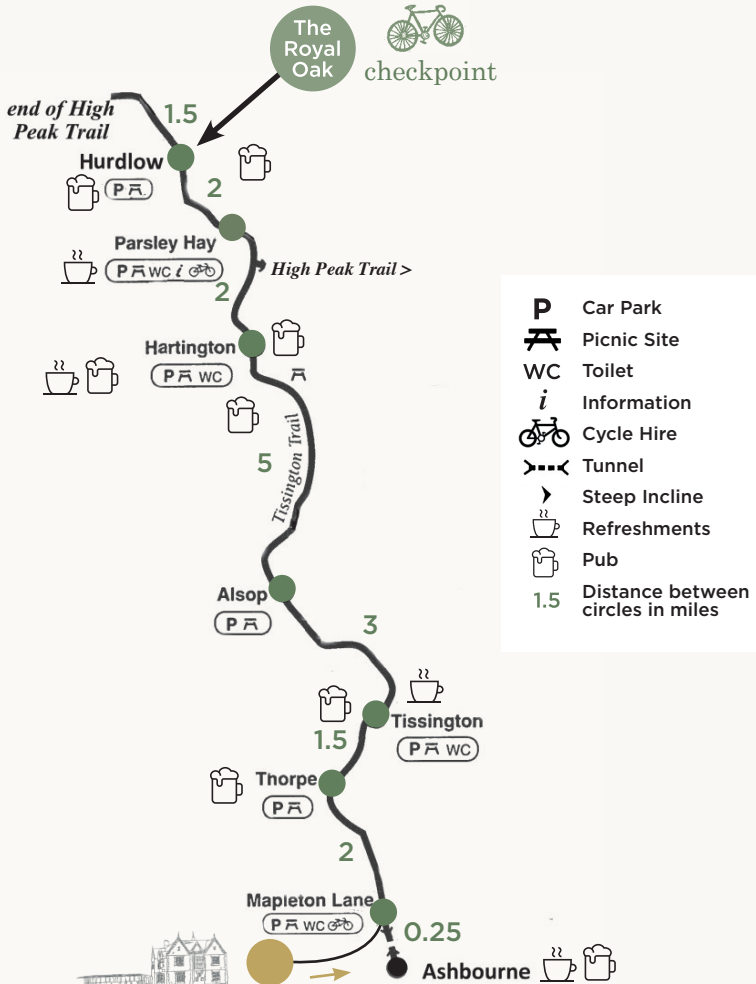 The
Royal
Oak
checkpoint
end of High
Peak Trail
1.5
Hurdlow
P
2
Parsley Hay
P WC i
High Peak Trail >
2
Hartington
P WC
5
Tissington Trail
Alsop
P
3
Tissington
P WC
1.5
Thorpe
P
2
Mapleton Lane
P WC
0.25
Ashbourne
P Car Park
Picnic Site
WC Toilet
i Information
Cycle Hire
Tunnel
Steep Incline
Refreshments
Pub
1.5 Distance between
circles in miles